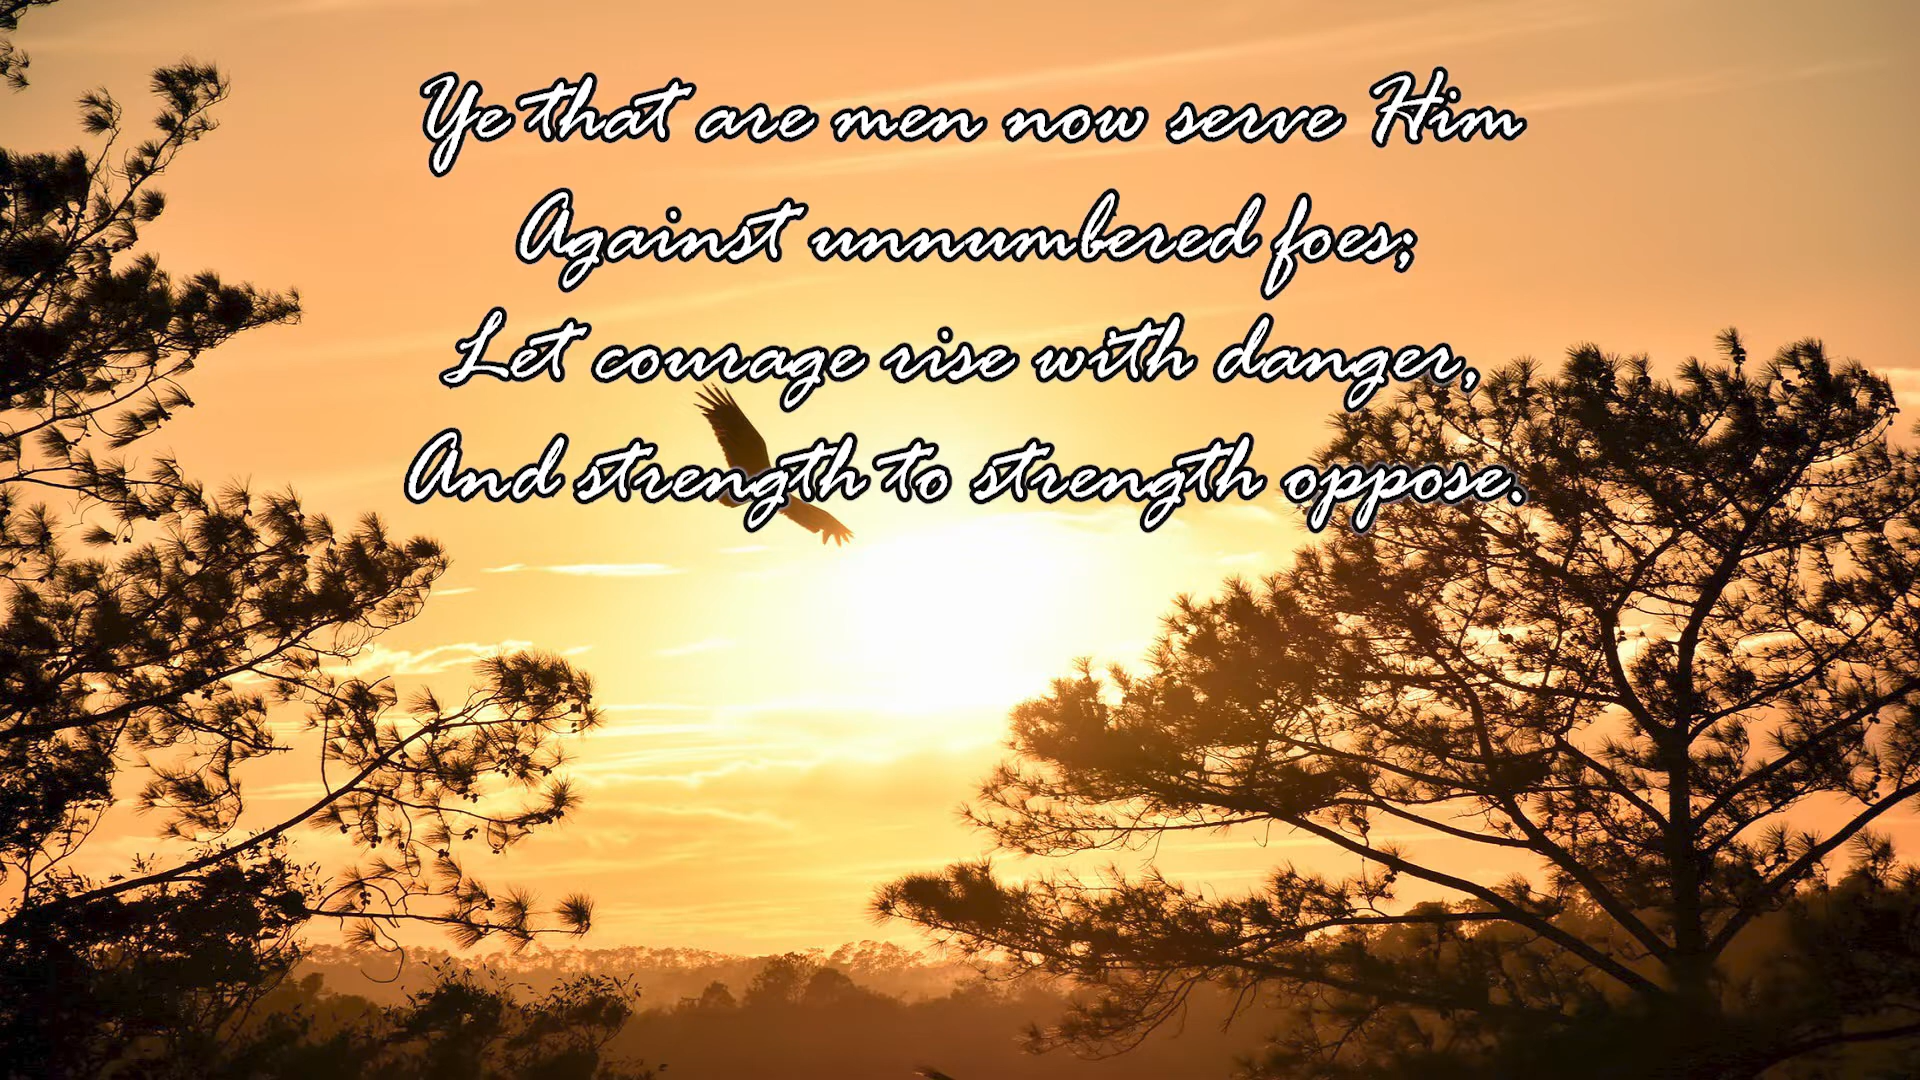 Ye that are men now serve Him
Against unnumbered foes;
Let courage rise with danger,
And strength to strength oppose.